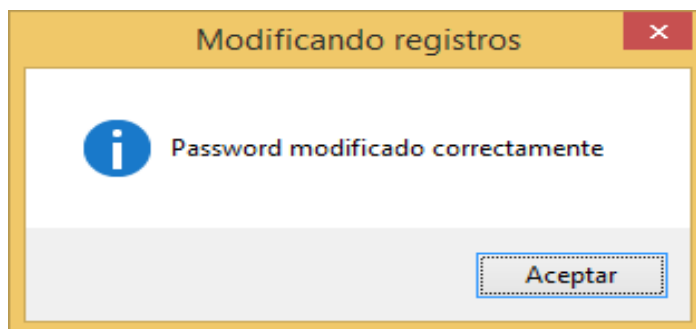 Modificando registros
Password modificado correctamente
Aceptar